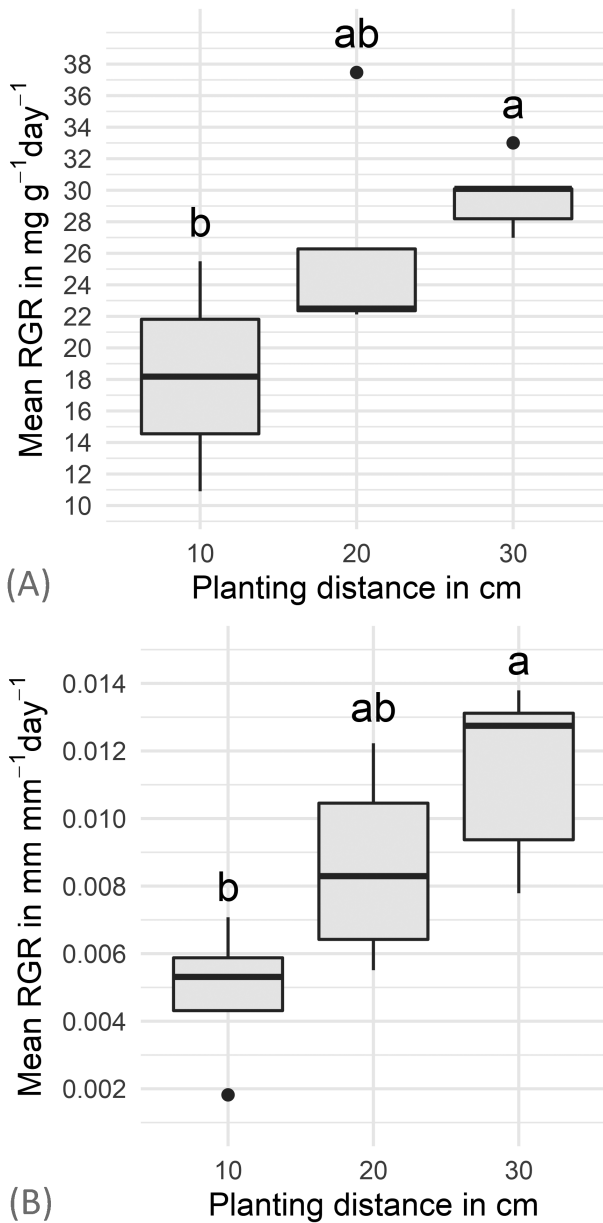 ab
a
b
38
36
34
32
30
28
26
24
22
20
18
16
14
12
10
Mean RGR in mg g⁻¹day⁻¹
10 20 30
Planting distance in cm
(A)
a
ab
b
0.014
0.012
0.010
0.008
0.006
0.004
0.002
Mean RGR in mm mm⁻¹day⁻¹
10 20 30
Planting distance in cm
(B)